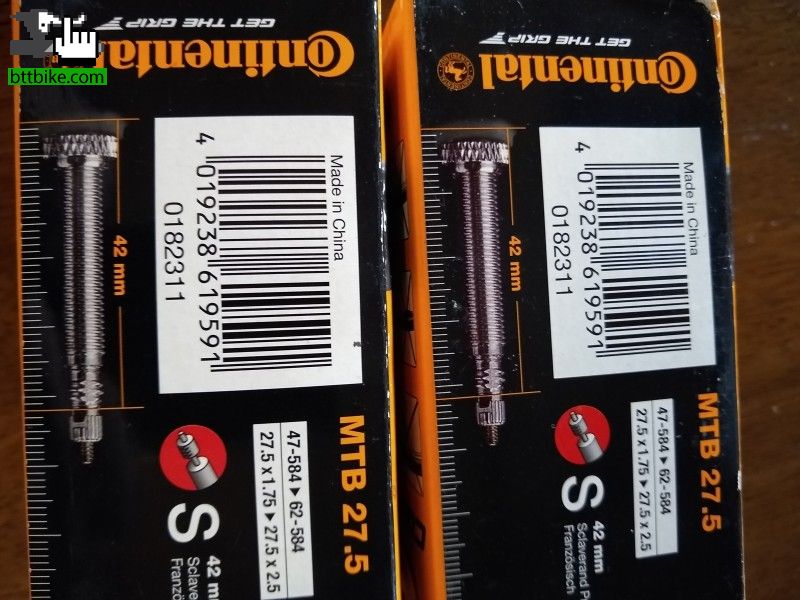 bttbike.com
GET THE GRIP
Continental
Made in China
4 019238 619591
0182311
42 mm
MTB 27.5
47-584 ▸ 62-584
27.5 x 1.75 ▸ 27.5 x 2.5
S
42 mm
Französ
GET THE GRIP
Continental
Made in China
4 019238 619591
0182311
42 mm
MTB 27.5
47-584 ▸ 62-584
27.5 x 1.75 ▸ 27.5 x 2.5
S
42 mm
Sclaverand P
Französisch